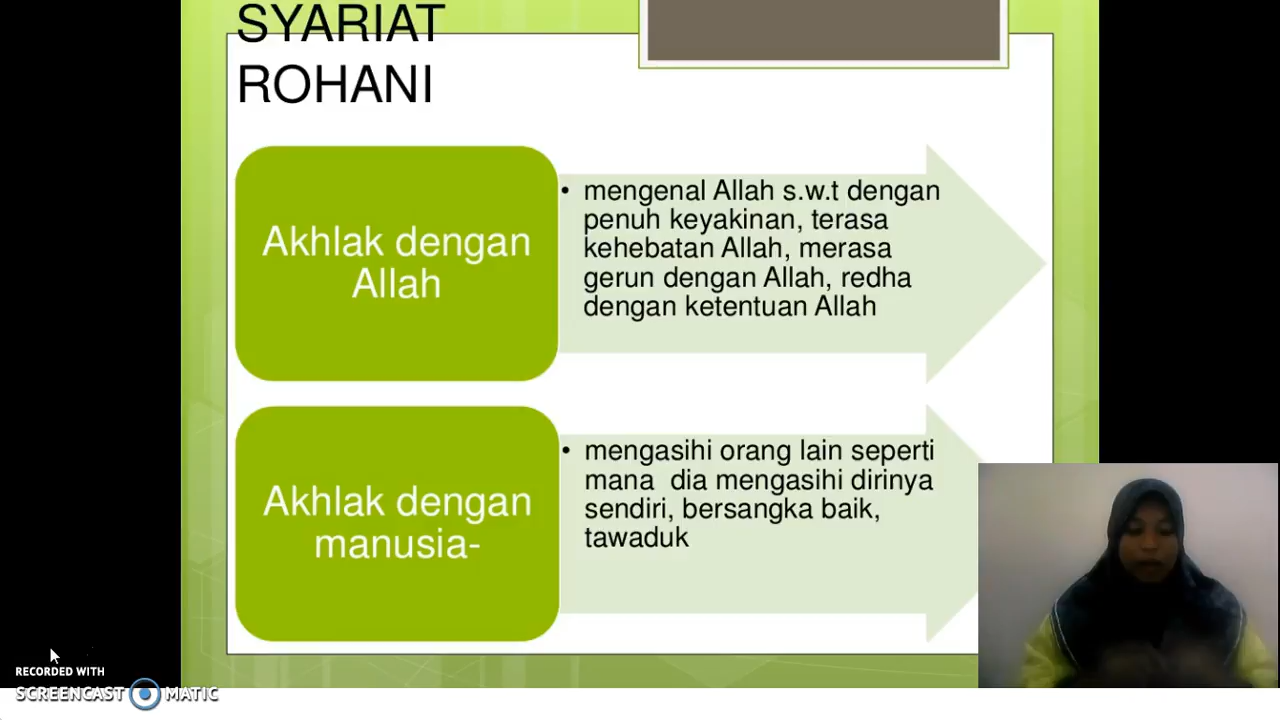 SYARIAT
ROHANI
Akhlak dengan
Allah
• mengenal Allah s.w.t dengan
penuh keyakinan, terasa
kehebatan Allah, merasa
gerun dengan Allah, redha
dengan ketentuan Allah
Akhlak dengan
manusia-
• mengasihi orang lain seperti
mana  dia mengasihi dirinya
sendiri, bersangka baik,
tawaduk
RECORDED WITH
SCREENCAST MATIC